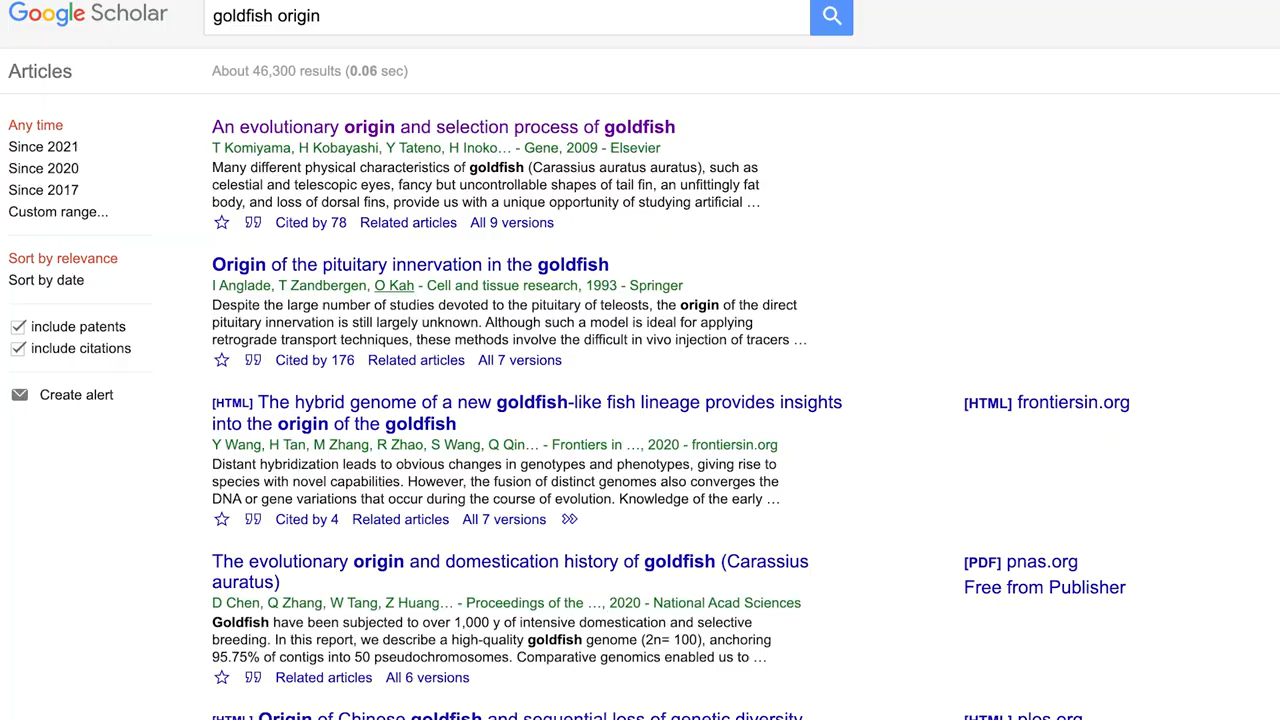 Google Scholar
goldfish origin
Articles
About 46,300 results (0.06 sec)
Any time
Since 2021
Since 2020
Since 2017
Custom range...
Sort by relevance
Sort by date
include patents
include citations
Create alert
An evolutionary origin and selection process of goldfish
T Komiyama, H Kobayashi, Y Tateno, H Inoko… - Gene, 2009 - Elsevier
Many different physical characteristics of goldfish (Carassius auratus auratus), such as
celestial and telescopic eyes, fancy but uncontrollable shapes of tail fin, an unfittingly fat
body, and loss of dorsal fins, provide us with a unique opportunity of studying artificial …
Cited by 78 Related articles All 9 versions
Origin of the pituitary innervation in the goldfish
I Anglade, T Zandbergen, O Kah - Cell and tissue research, 1993 - Springer
Despite the large number of studies devoted to the pituitary of teleosts, the origin of the direct
pituitary innervation is still largely unknown. Although such a model is ideal for applying
retrograde transport techniques, these methods involve the difficult in vivo injection of tracers …
Cited by 176 Related articles All 7 versions
[HTML] The hybrid genome of a new goldfish-like fish lineage provides insights
into the origin of the goldfish
Y Wang, H Tan, M Zhang, R Zhao, S Wang, Q Qin… - Frontiers in …, 2020 - frontiersin.org
Distant hybridization leads to obvious changes in genotypes and phenotypes, giving rise to
species with novel capabilities. However, the fusion of distinct genomes also converges the
DNA or gene variations that occur during the course of evolution. Knowledge of the early …
Cited by 4 Related articles All 7 versions
[HTML] frontiersin.org
The evolutionary origin and domestication history of goldfish (Carassius
auratus)
D Chen, Q Zhang, W Tang, Z Huang… - Proceedings of the …, 2020 - National Acad Sciences
Goldfish have been subjected to over 1,000 y of intensive domestication and selective
breeding. In this report, we describe a high-quality goldfish genome (2n= 100), anchoring
95.75% of contigs into 50 pseudochromosomes. Comparative genomics enabled us to …
Related articles All 6 versions
[PDF] pnas.org
Free from Publisher
[HTML] Origin of Chinese goldfish and sequential loss of genetic diversity
[HTML] plos.org